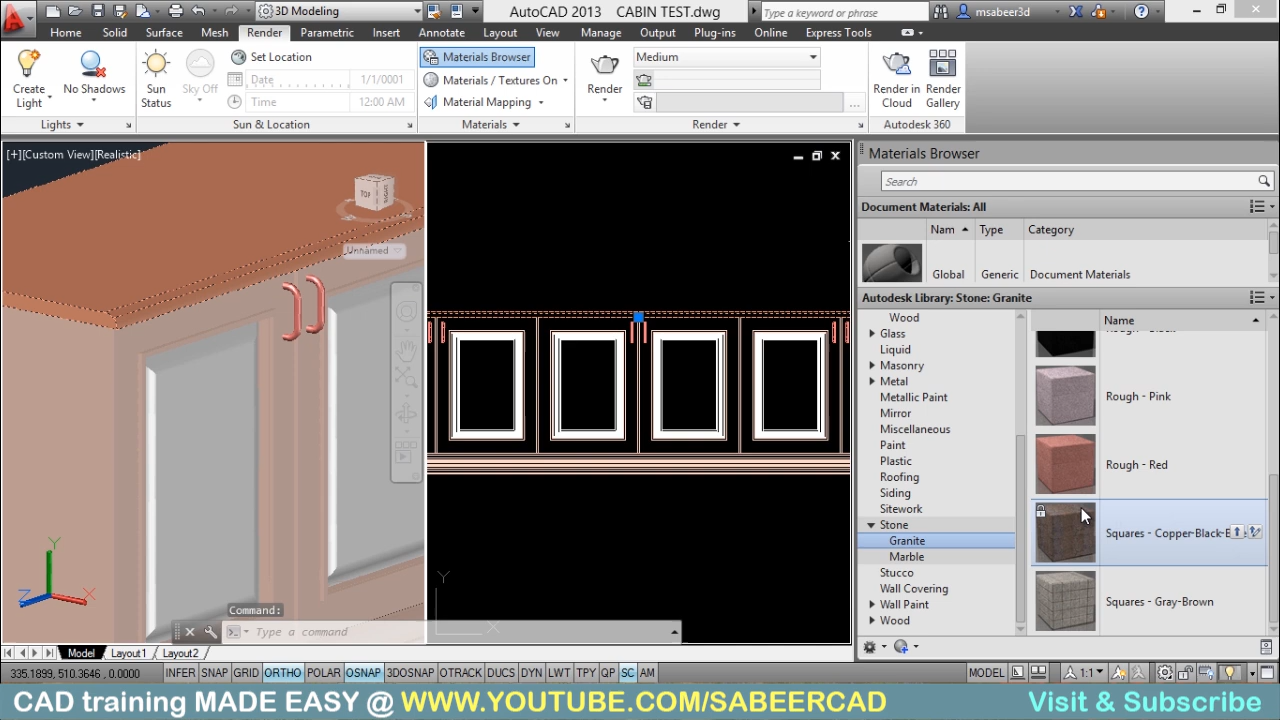 3D Modeling
AutoCAD 2013 CABIN TEST.dwg
Type a keyword or phrase
msabeer3d
Home Solid Surface Mesh Render Parametric Insert Annotate Layout View Manage Output Plug-ins Online Express Tools
Create Light
No Shadows
Sun Status
Sky Off
Set Location
Date 1/1/0001
Time 12:00 AM
Materials Browser
Materials / Textures On
Material Mapping
Render
Medium
Render in Cloud
Render Gallery
Lights
Sun & Location
Materials
Render
Autodesk 360
[+][Custom View][Realistic]
TOP
Unnamed
Y
X
Z
Command:
Type a command
Y
X
Materials Browser
Search
Document Materials: All
Nam Type Category
Global Generic Document Materials
Autodesk Library: Stone: Granite
Name
Wood
Glass
Liquid
Masonry
Metal
Metallic Paint
Mirror
Miscellaneous
Paint
Plastic
Roofing
Siding
Sitework
Stone
Granite
Marble
Stucco
Wall Covering
Wall Paint
Wood
Rough - Pink
Rough - Red
Squares - Copper-Black-B
Squares - Gray-Brown
Model Layout1 Layout2
335.1899, 510.3646, 0.0000
INFER SNAP GRID ORTHO POLAR OSNAP 3DOSNAP OTRACK DUCS DYN LWT TPY QP SC AM
MODEL
1:1
CAD training MADE EASY @ WWW.YOUTUBE.COM/SABEERCAD Visit & Subscribe